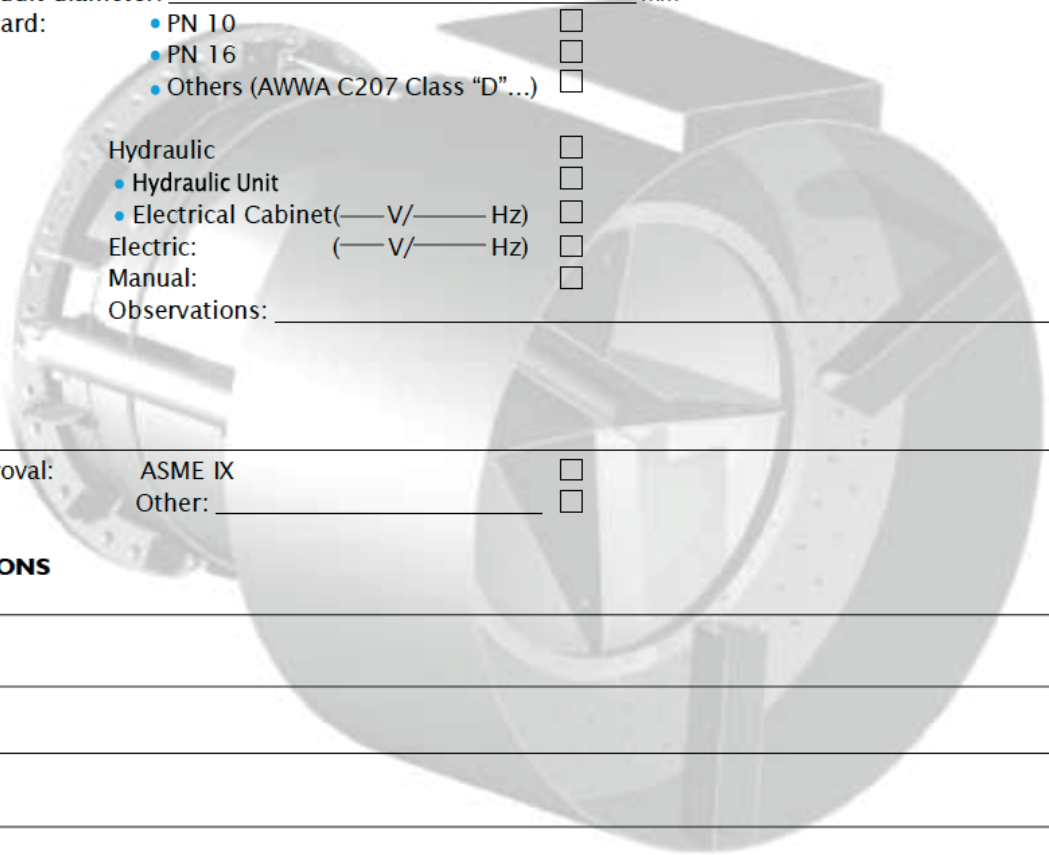 diameter:
ard: • PN 10
• PN 16
• Others (AWWA C207 Class “D”...)
Hydraulic
• Hydraulic Unit
• Electrical Cabinet(—— V/—— Hz)
Electric: (—— V/—— Hz)
Manual:
Observations:
oval: ASME IX
Other:
ONS